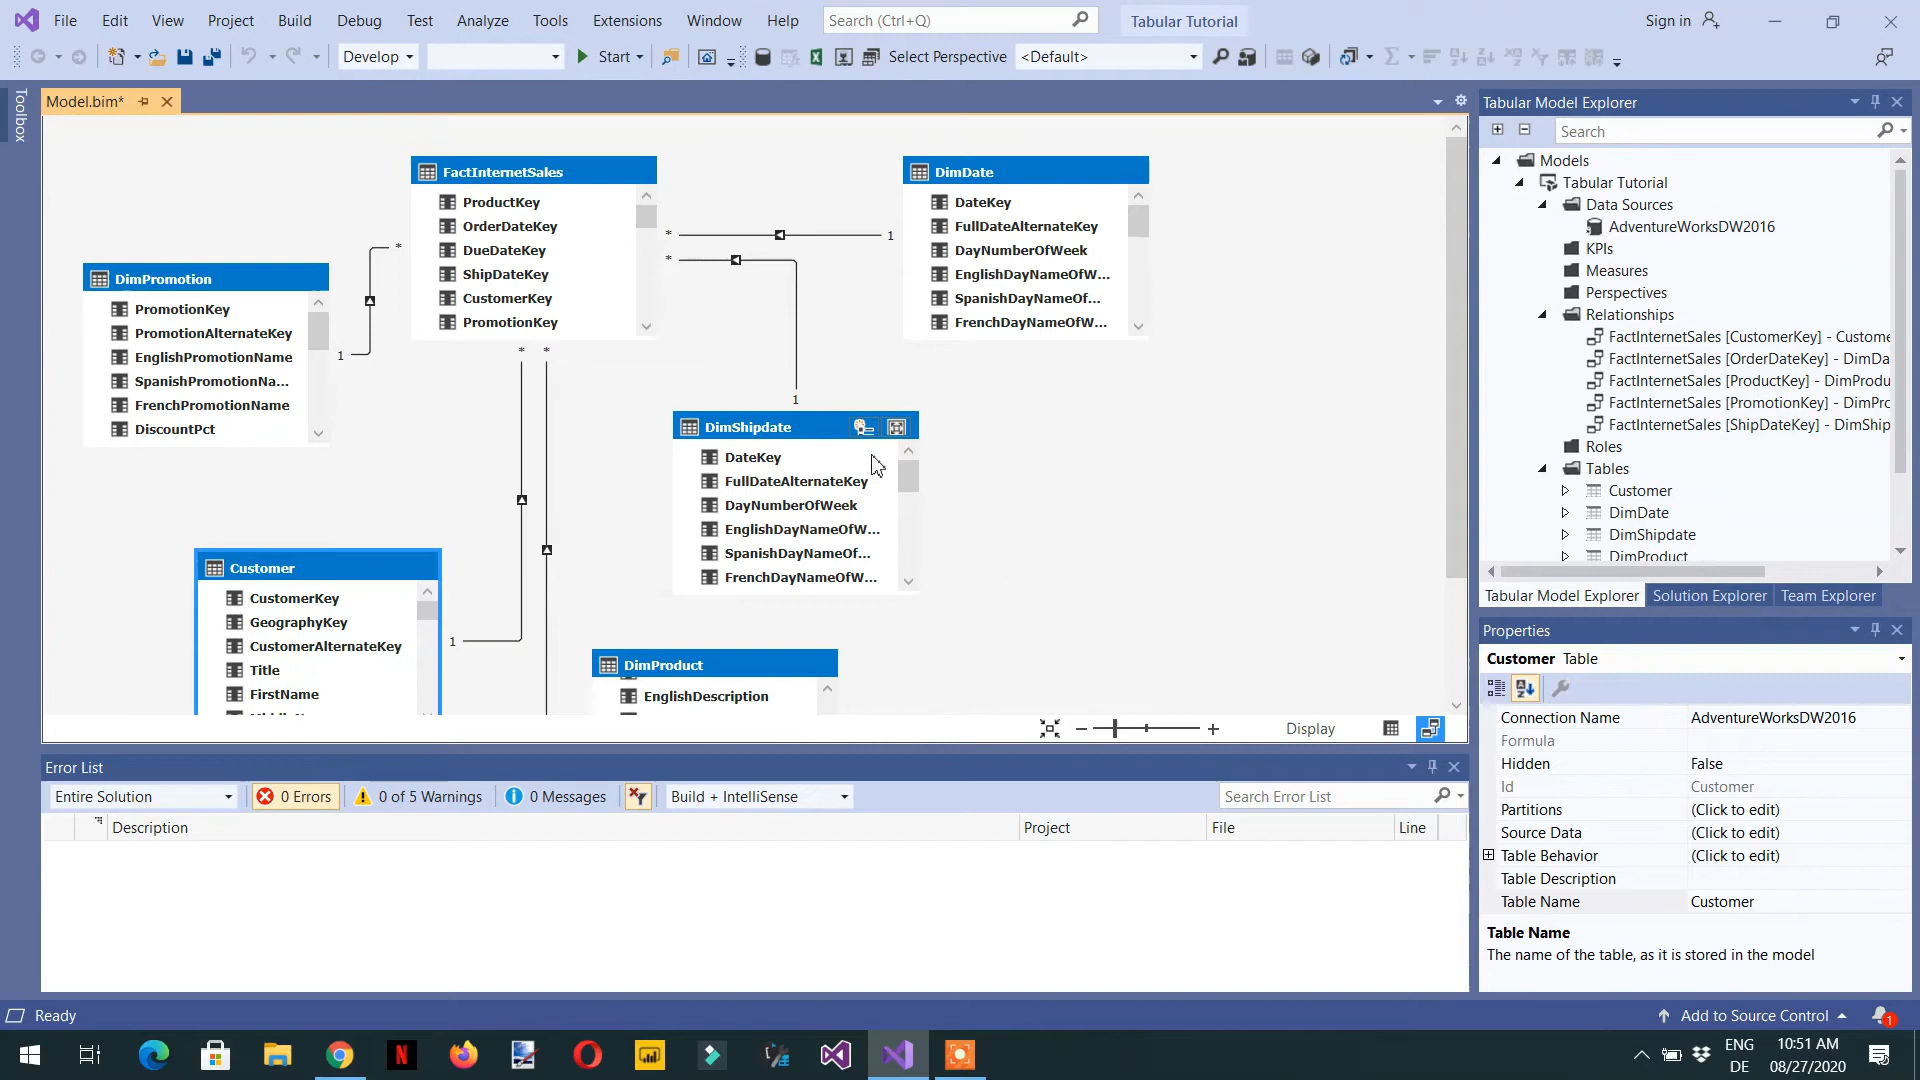 File Edit View Project Build Debug Test Analyze Tools Extensions Window Help Search (Ctrl+Q) Tabular Tutorial Sign in
Develop Start Select Perspective <Default>
Toolbox
Model.bim*
FactInternetSales
ProductKey
OrderDateKey
DueDateKey
ShipDateKey
CustomerKey
PromotionKey
DimDate
DateKey
FullDateAlternateKey
DayNumberOfWeek
EnglishDayNameOfW...
SpanishDayNameOf...
FrenchDayNameOfW...
* 1
*
1
* 
1
* *
1
DimPromotion
PromotionKey
PromotionAlternateKey
EnglishPromotionName
SpanishPromotionNa...
FrenchPromotionName
DiscountPct
DimShipdate
DateKey
FullDateAlternateKey
DayNumberOfWeek
EnglishDayNameOfW...
SpanishDayNameOf...
FrenchDayNameOfW...
Customer
CustomerKey
GeographyKey
CustomerAlternateKey
Title
FirstName
DimProduct
EnglishDescription
Display
Error List
Entire Solution 0 Errors 0 of 5 Warnings 0 Messages Build + IntelliSense Search Error List
Description Project File Line
Tabular Model Explorer
Search
Models
Tabular Tutorial
Data Sources
AdventureWorksDW2016
KPIs
Measures
Perspectives
Relationships
FactInternetSales [CustomerKey] - Custome
FactInternetSales [OrderDateKey] - DimDa
FactInternetSales [ProductKey] - DimProdu
FactInternetSales [PromotionKey] - DimPro
FactInternetSales [ShipDateKey] - DimShip
Roles
Tables
Customer
DimDate
DimShipdate
DimProduct
Tabular Model Explorer Solution Explorer Team Explorer
Properties
Customer Table
Connection Name AdventureWorksDW2016
Formula
Hidden False
Id Customer
Partitions (Click to edit)
Source Data (Click to edit)
Table Behavior (Click to edit)
Table Description
Table Name Customer
Table Name
The name of the table, as it is stored in the model
Ready Add to Source Control 1
ENG 10:51 AM
DE 08/27/2020